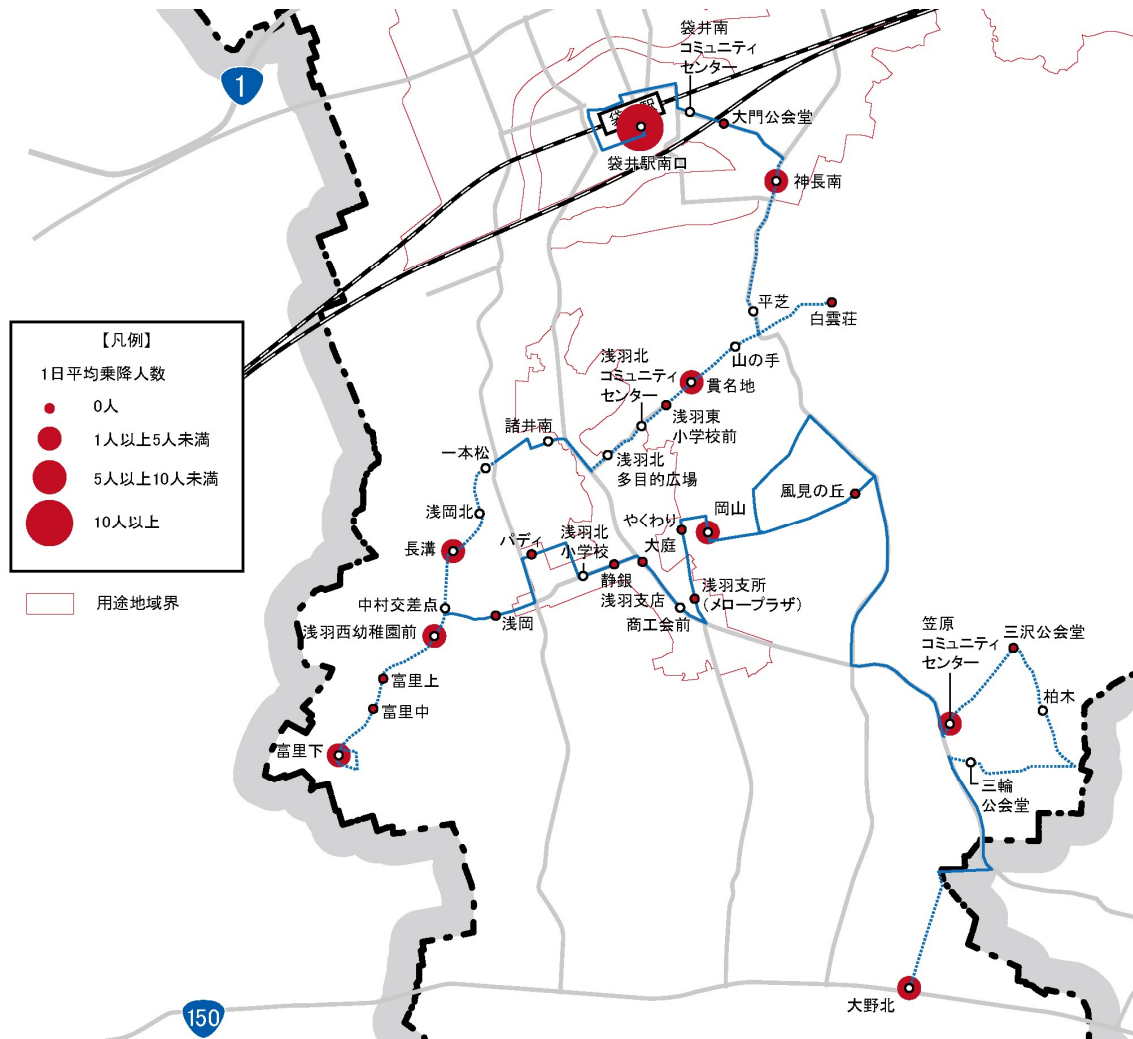 袋井南
コミュニティ
センター
1
大門公会堂
袋井駅南口
神長南
平芝
白雲荘
【凡例】
1日平均乗降人数
0人
1人以上5人未満
5人以上10人未満
10人以上
用途地域界
山の手
浅羽北
コミュニティ
センター
貫名地
浅羽東
小学校前
諸井南
一本松
浅羽北
多目的広場
風見の丘
浅岡北
岡山
やくわり
パディ
浅羽北
小学校
大庭
長溝
静銀
浅羽支店
浅羽支所
(メロープラザ)
中村交差点
浅岡
商工会前
浅羽西幼稚園前
笠原
コミュニティ
センター
三沢公会堂
富里上
柏木
富里中
富里下
三輪
公会堂
大野北
150